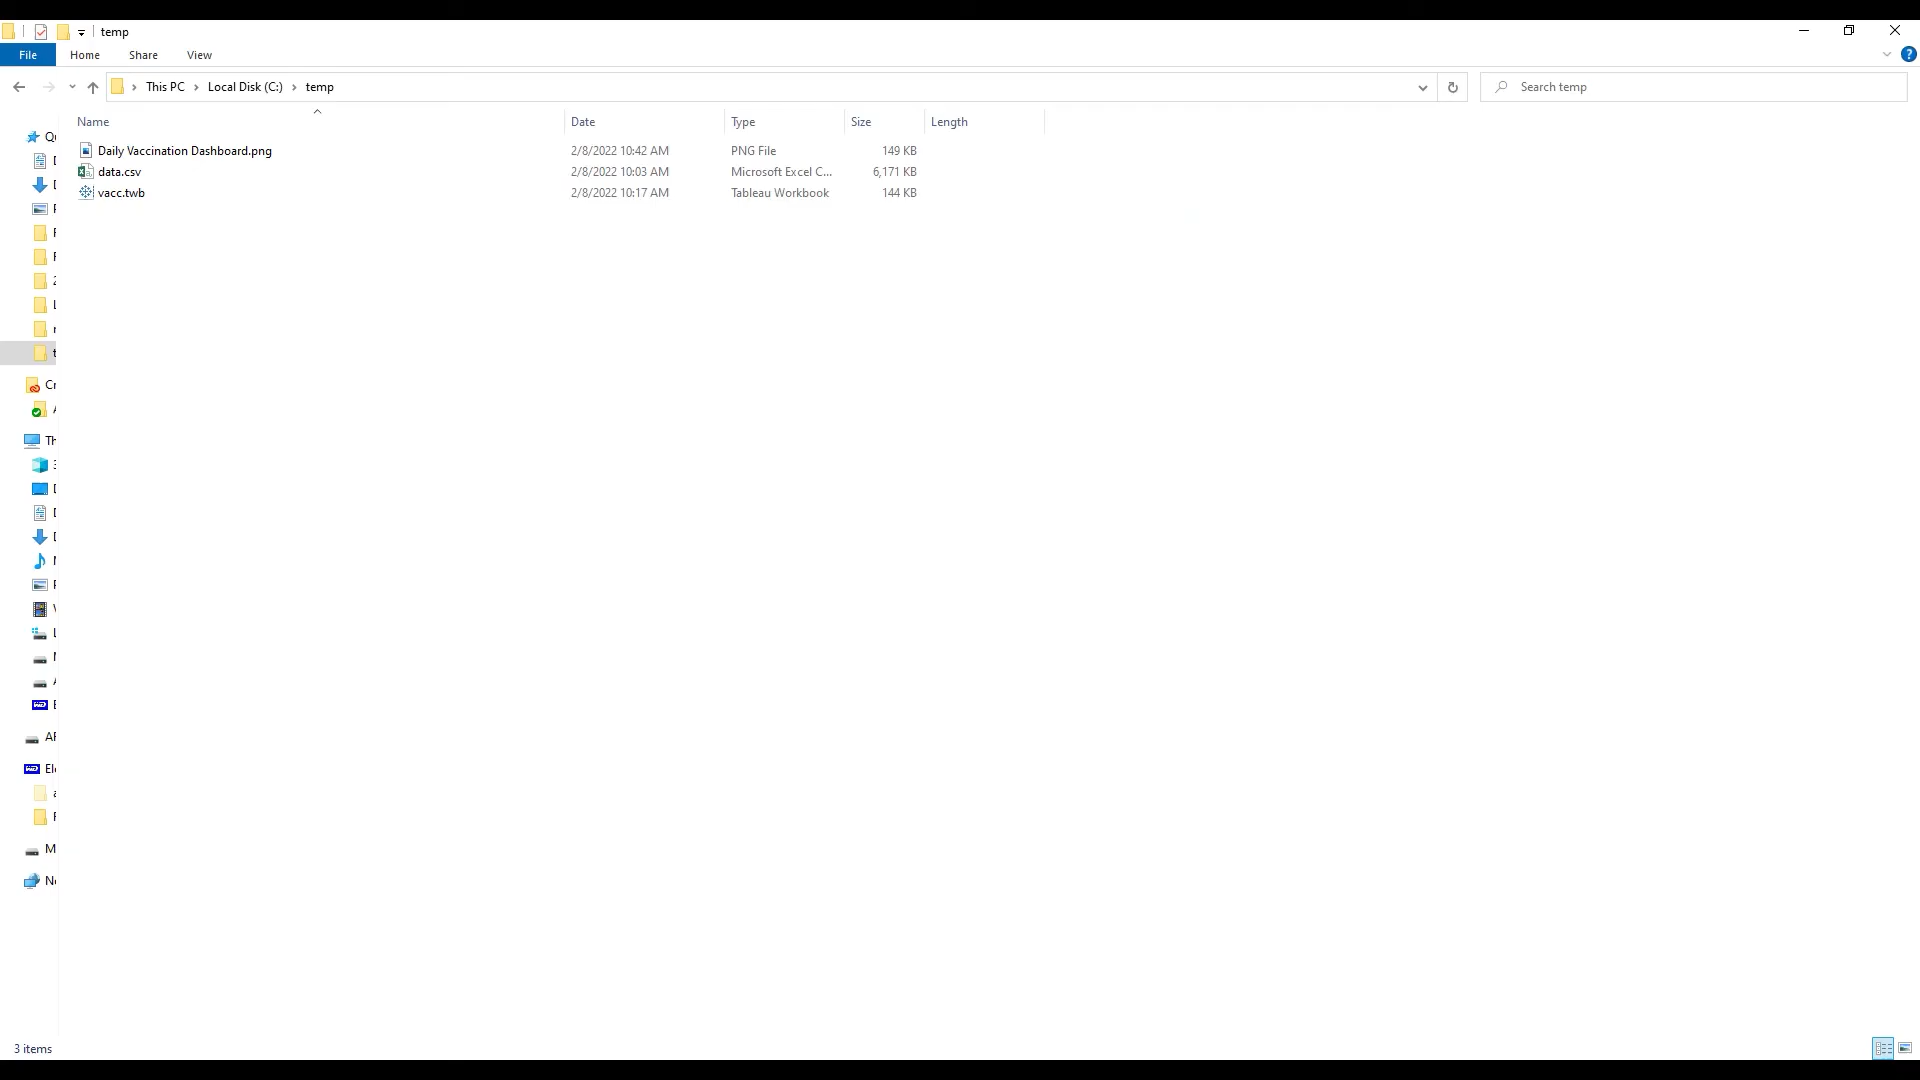 temp
File Home Share View
This PC Local Disk (C:) temp Search temp
Name Date Type Size Length
Daily Vaccination Dashboard.png 2/8/2022 10:42 AM PNG File 149 KB
data.csv 2/8/2022 10:03 AM Microsoft Excel C... 6,171 KB
vacc.twb 2/8/2022 10:17 AM Tableau Workbook 144 KB
3 items